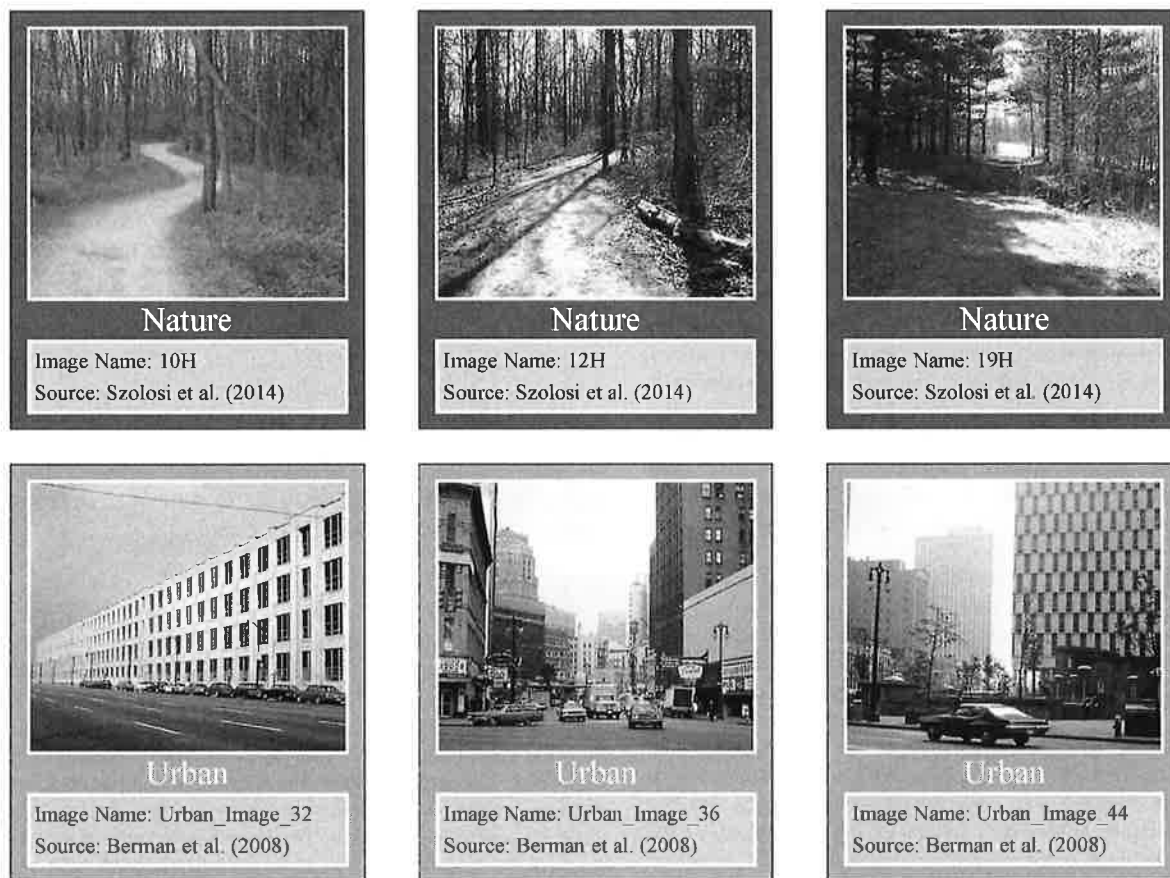 Nature
Image Name: 10H
Source: Szolosi et al. (2014)
Nature
Image Name: 12H
Source: Szolosi et al. (2014)
Nature
Image Name: 19H
Source: Szolosi et al. (2014)
Urban
Image Name: Urban_Image_32
Source: Berman et al. (2008)
Urban
Image Name: Urban_Image_36
Source: Berman et al. (2008)
Urban
Image Name: Urban_Image_44
Source: Berman et al. (2008)